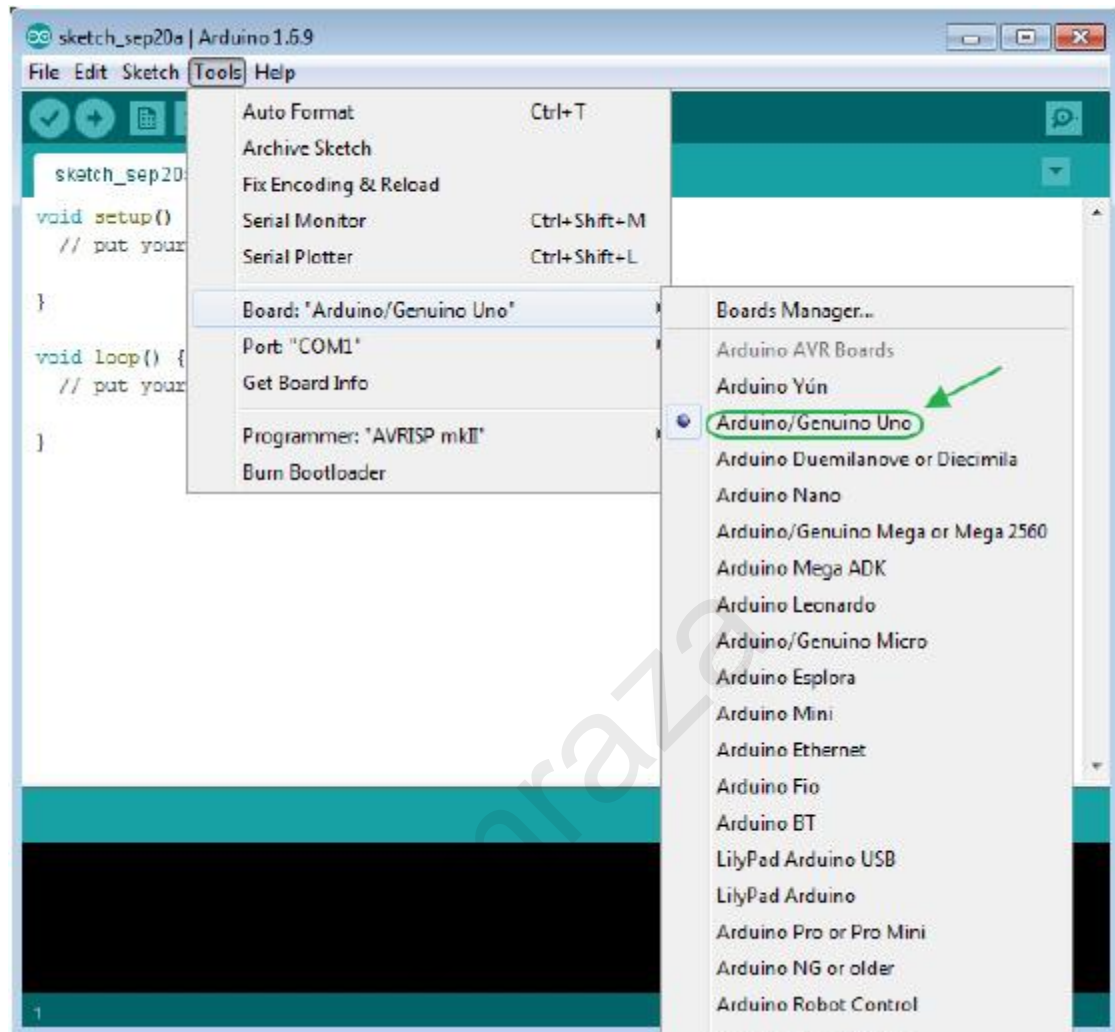 sketch_sep20a | Arduino 1.6.9
File Edit Sketch Tools Help
Auto Format Ctrl+T
Archive Sketch
Fix Encoding & Reload
Serial Monitor Ctrl+Shift+M
Serial Plotter Ctrl+Shift+L
Board: "Arduino/Genuino Uno"
Port: "COM1"
Get Board Info
Programmer: "AVRISP mkII"
Burn Bootloader
sketch_sep20
void setup()
// put your
}
void loop() {
// put your
}
Boards Manager...
Arduino AVR Boards
Arduino Yún
Arduino/Genuino Uno
Arduino Duemilanove or Diecimila
Arduino Nano
Arduino/Genuino Mega or Mega 2560
Arduino Mega ADK
Arduino Leonardo
Arduino/Genuino Micro
Arduino Esplora
Arduino Mini
Arduino Ethernet
Arduino Fio
Arduino BT
LilyPad Arduino USB
LilyPad Arduino
Arduino Pro or Pro Mini
Arduino NG or older
Arduino Robot Control
1